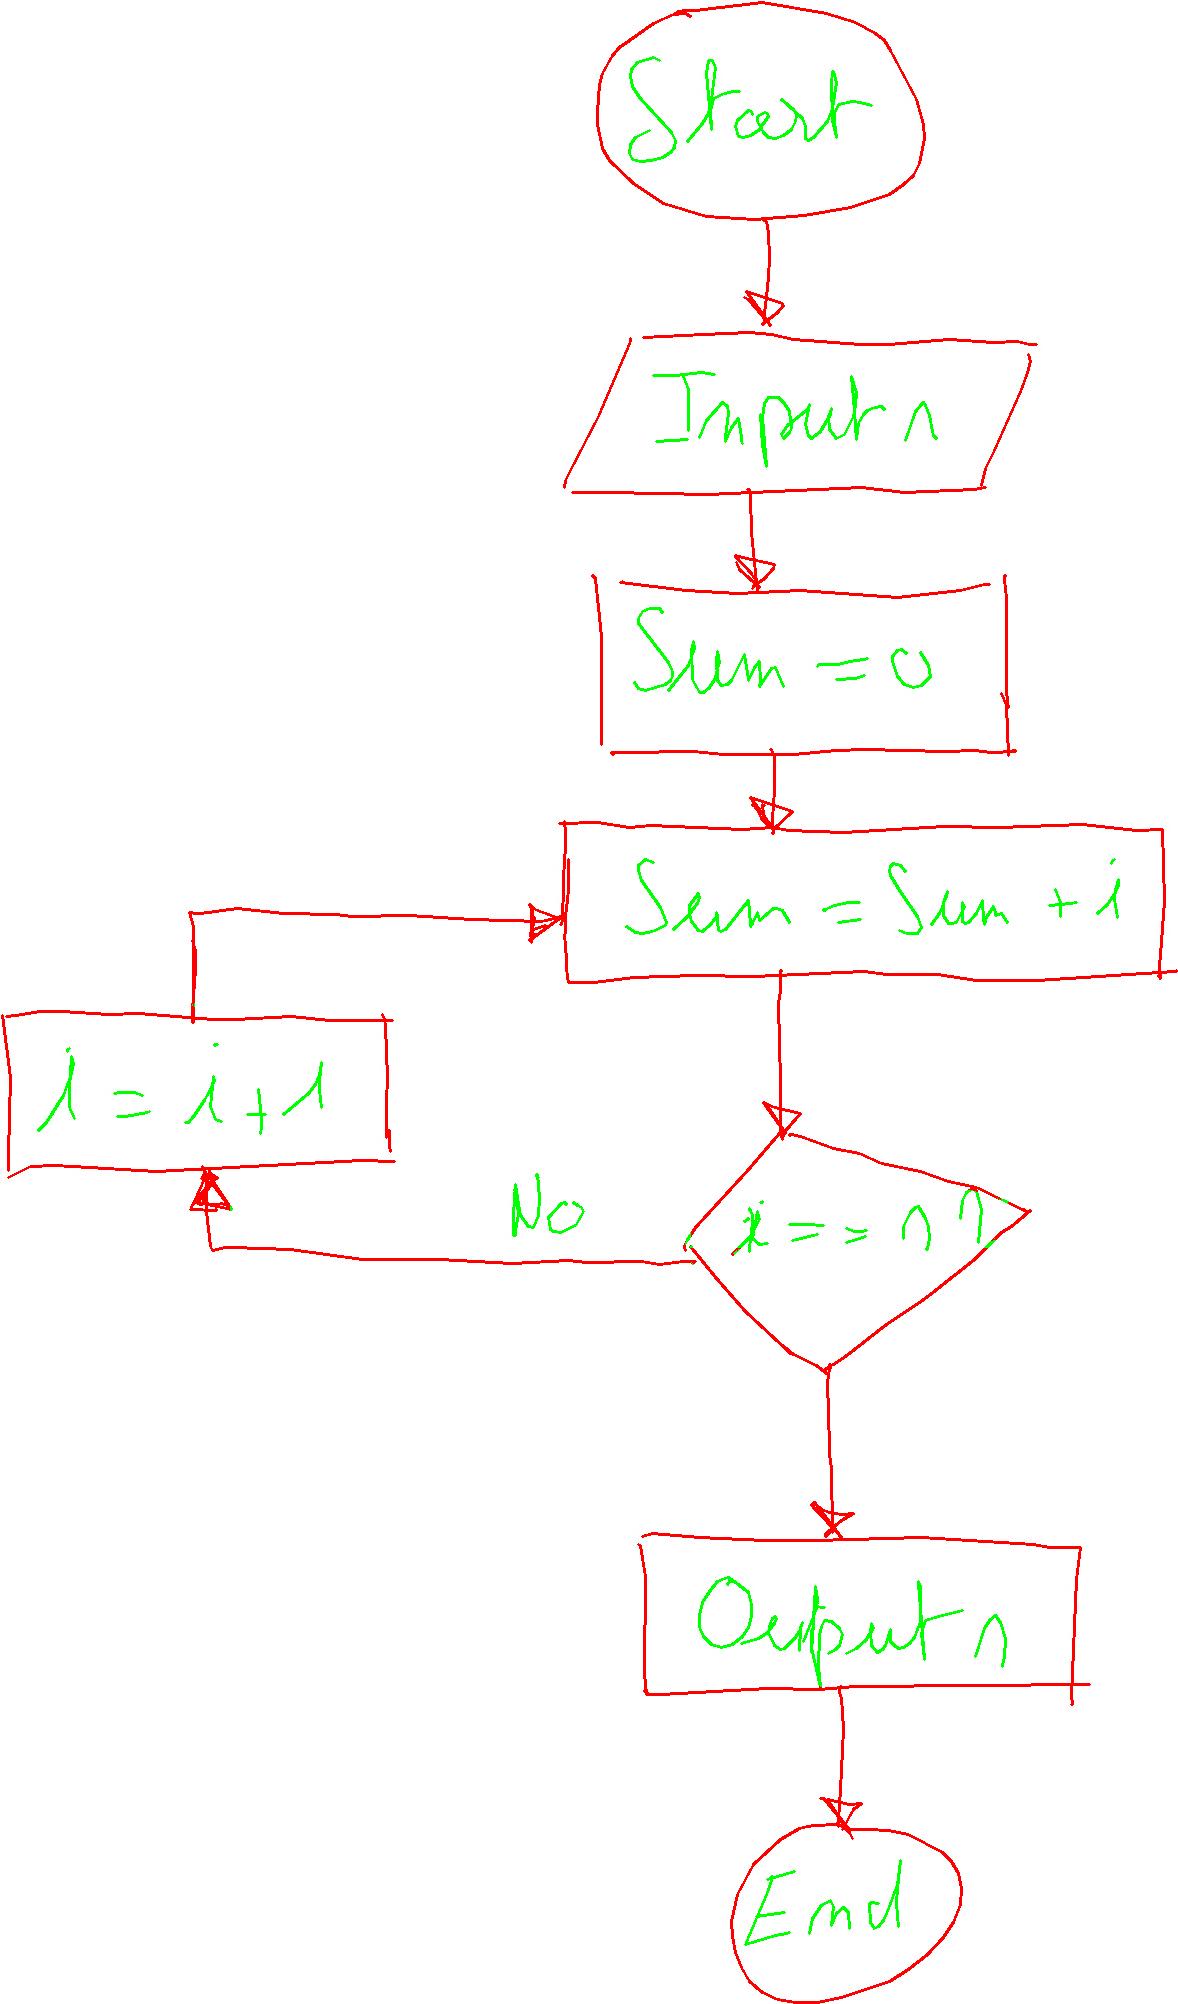 Start
Input n
Sum = 0
Sum = Sum + i
i = i + 1
No
i == n ?
Output n
End